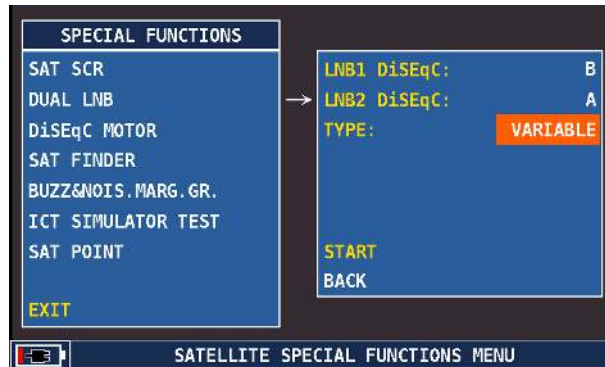 SPECIAL FUNCTIONS
SAT SCR
DUAL LNB
DiSEqC MOTOR
SAT FINDER
BUZZ&NOIS.MARG.GR.
ICT SIMULATOR TEST
SAT POINT
EXIT
→
LNB1 DiSEqC: B
LNB2 DiSEqC: A
TYPE: VARIABLE
START
BACK
SATELLITE SPECIAL FUNCTIONS MENU